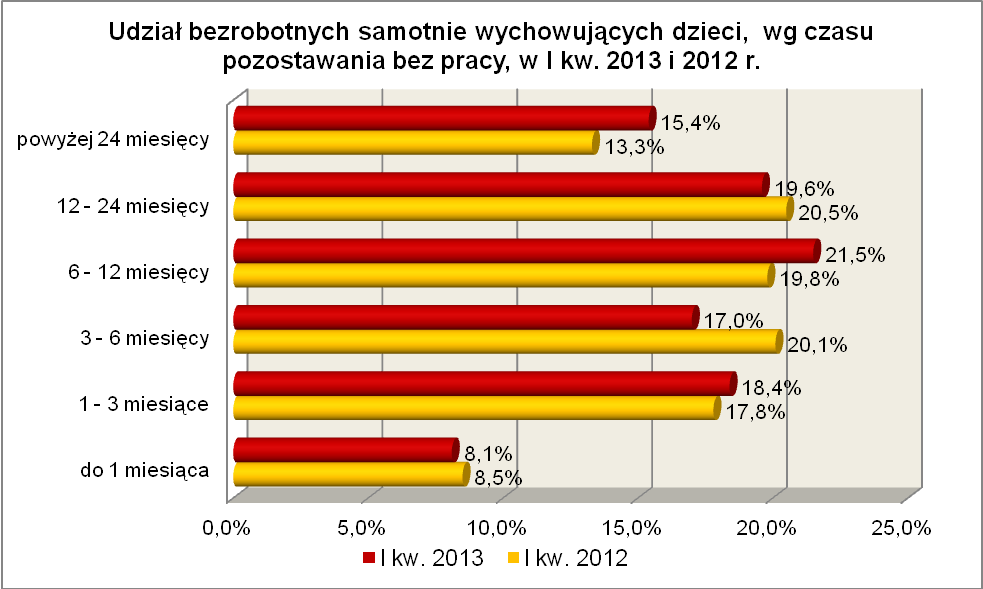 Udział bezrobotnych samotnie wychowujących dzieci,  wg czasu
pozostawania bez pracy, w I kw. 2013 i 2012 r.
powyżej 24 miesięcy
15,4%
13,3%
12 - 24 miesięcy
19,6%
20,5%
6 - 12 miesięcy
21,5%
19,8%
3 - 6 miesięcy
17,0%
20,1%
1 - 3 miesiące
18,4%
17,8%
do 1 miesiąca
8,1%
8,5%
0,0% 5,0% 10,0% 15,0% 20,0% 25,0%
I kw. 2013 I kw. 2012